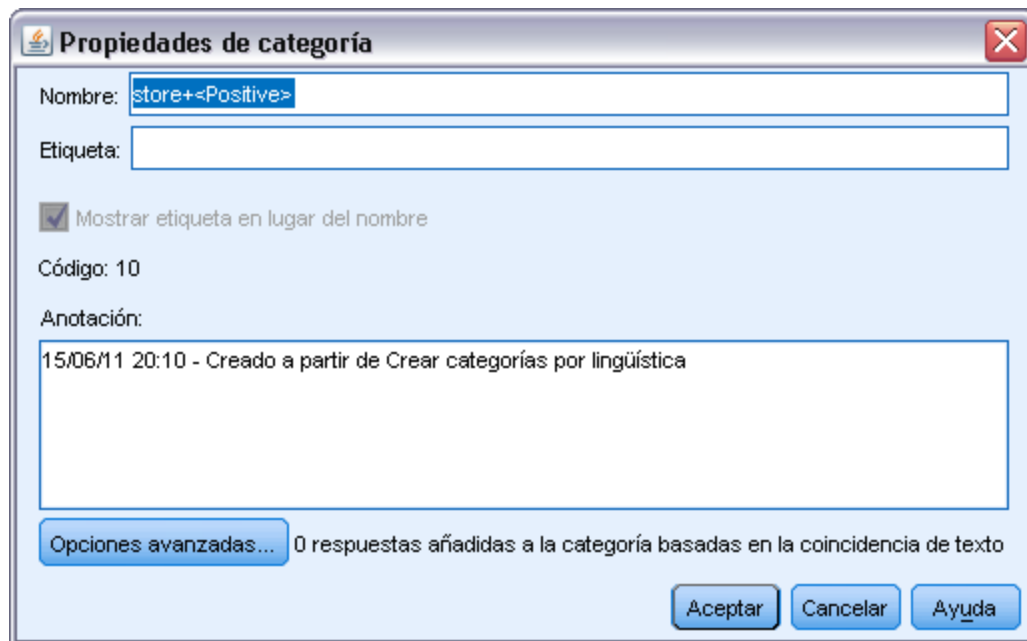 Propiedades de categoría
Nombre: store+<Positive>
Etiqueta:
Mostrar etiqueta en lugar del nombre
Código: 10
Anotación:
15/06/11 20:10 - Creado a partir de Crear categorías por lingüística
Opciones avanzadas... 0 respuestas añadidas a la categoría basadas en la coincidencia de texto
Aceptar Cancelar Ayuda